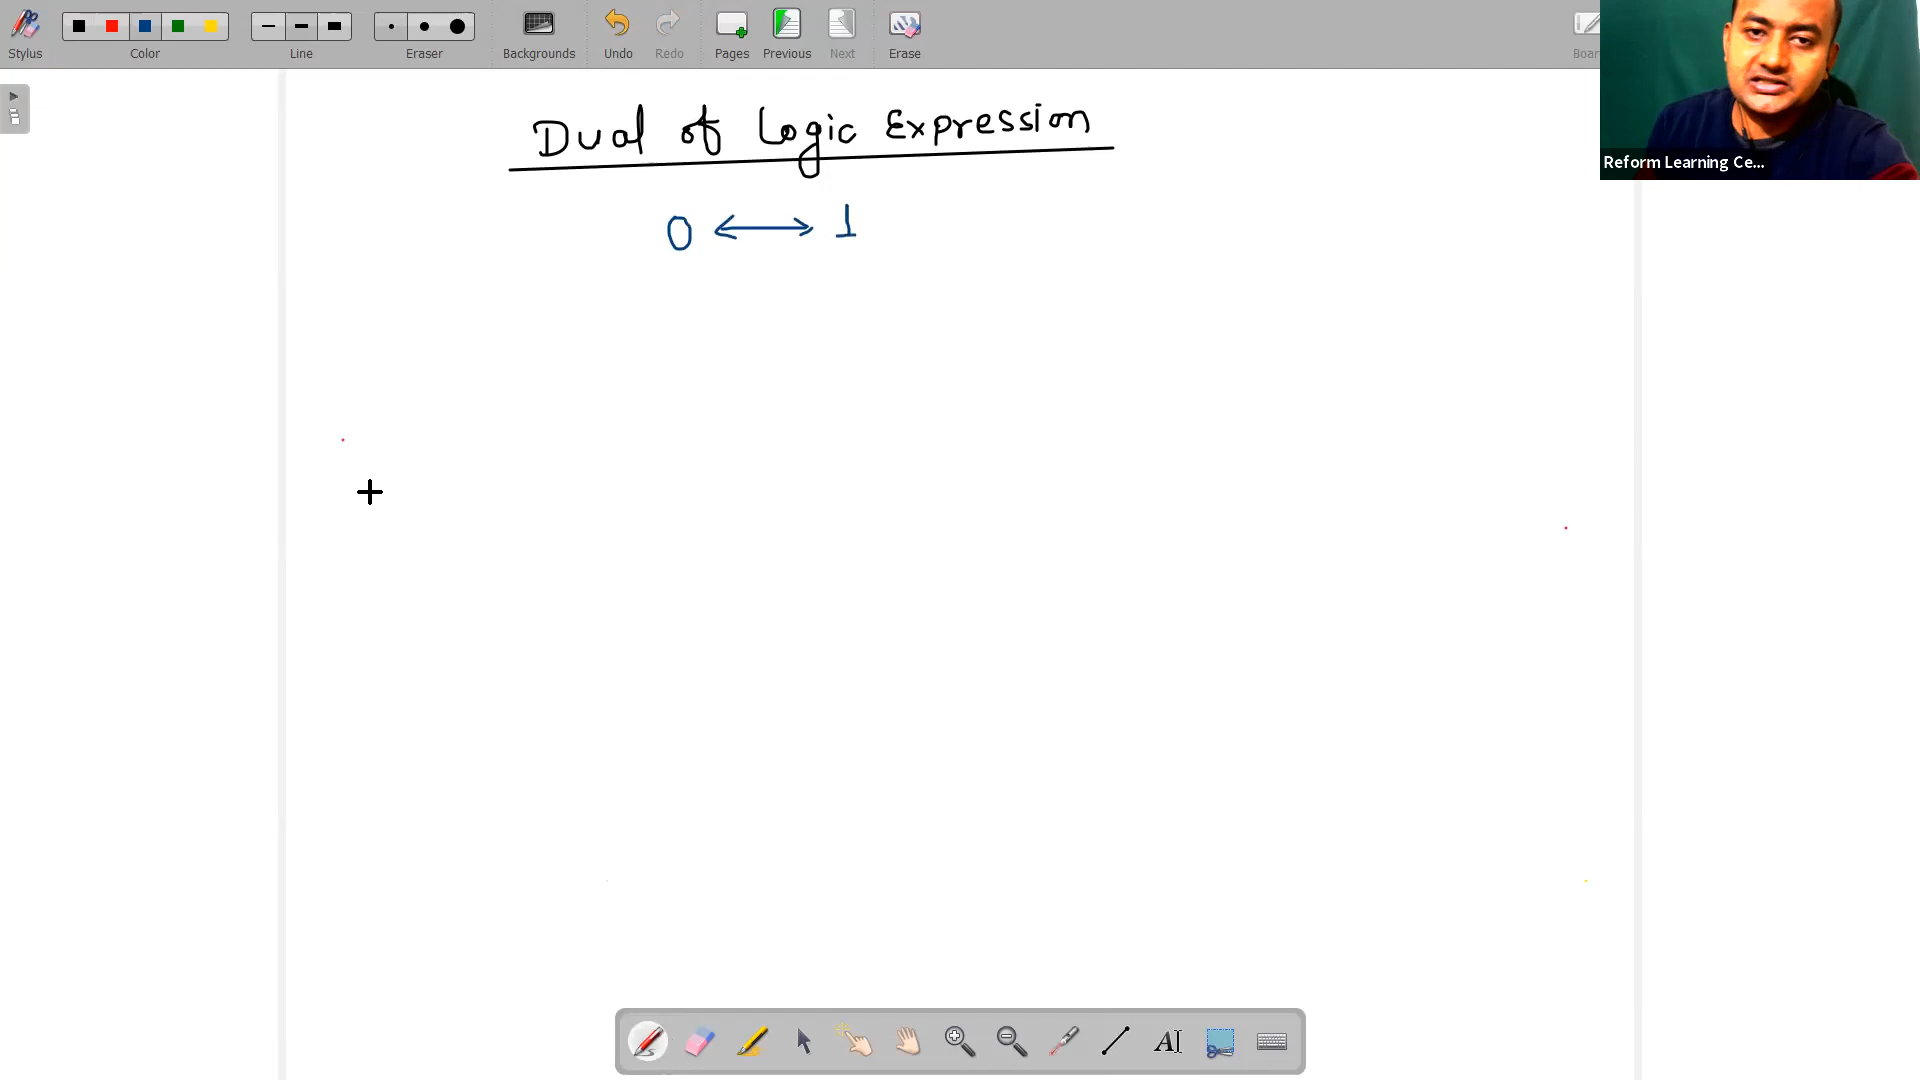 Stylus
Color
Line
Eraser
Backgrounds
Undo
Redo
Pages
Previous
Next
Erase
Boar
Reform Learning Ce...
Dual of Logic Expression
0 ⟷ 1